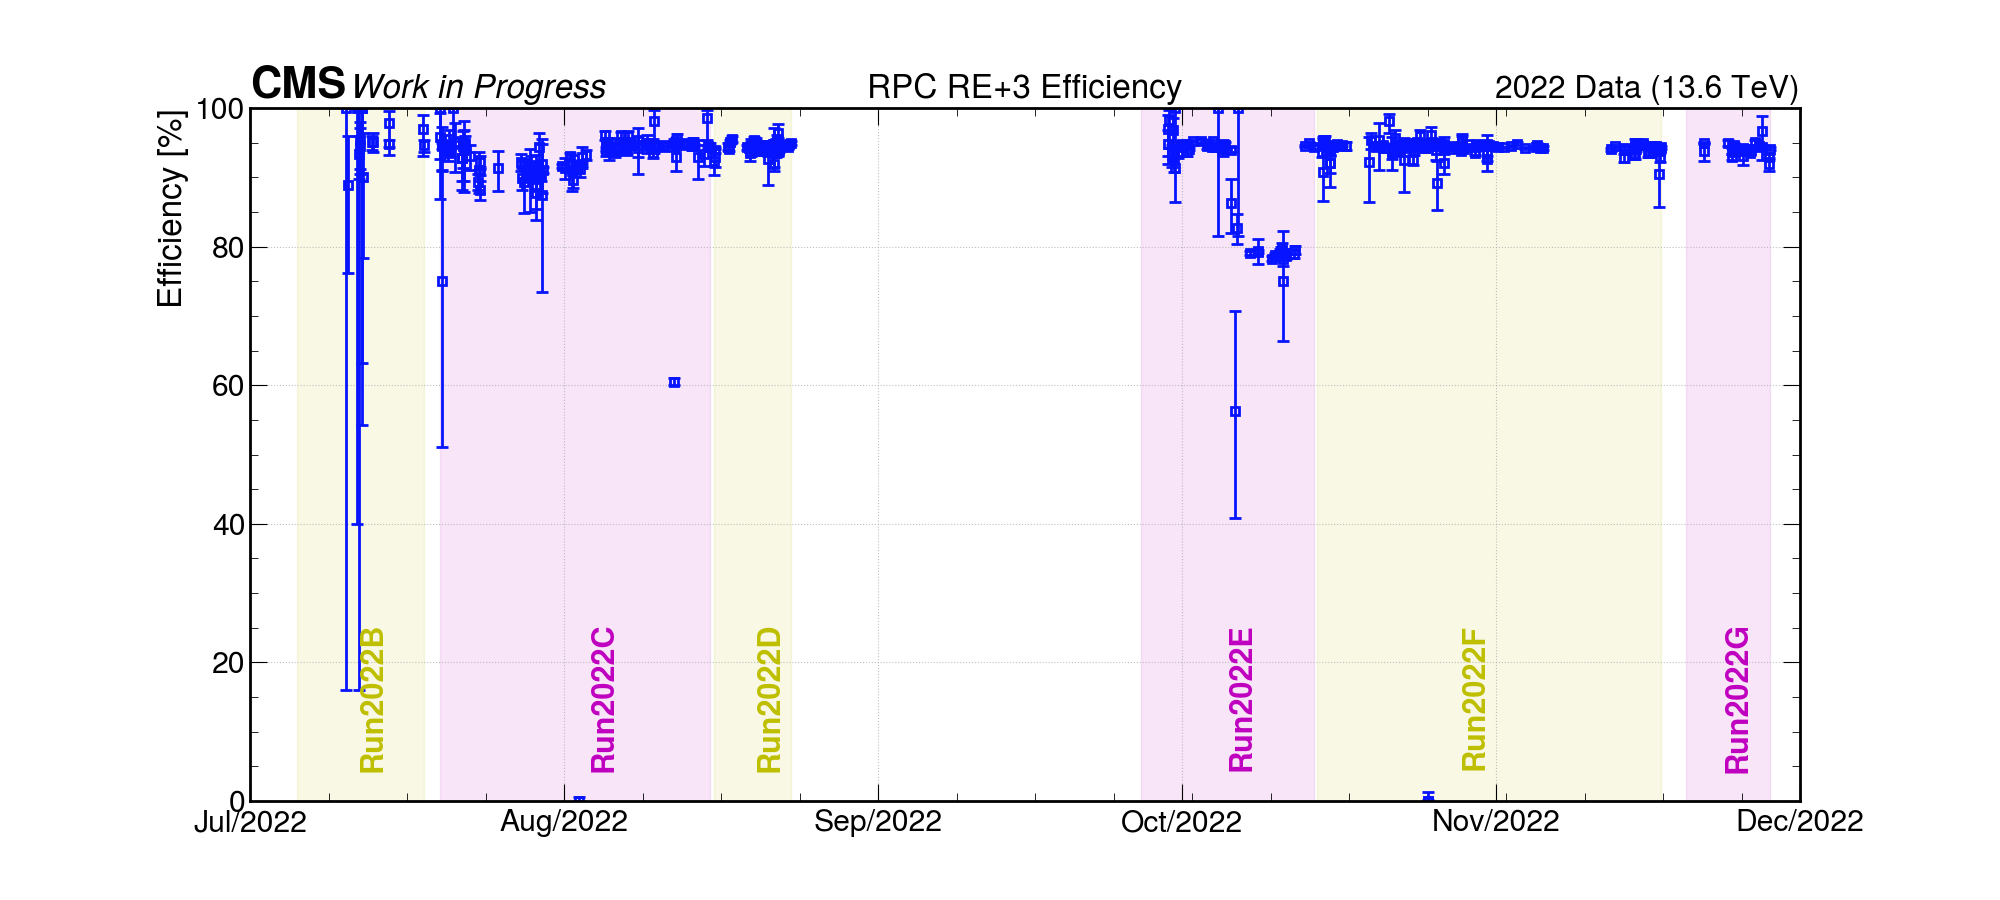 CMS Work in Progress RPC RE+3 Efficiency 2022 Data (13.6 TeV)
Efficiency [%]
100
80
60
40
20
0
Run2022B
Run2022C
Run2022D
Run2022E
Run2022F
Run2022G
Jul/2022 Aug/2022 Sep/2022 Oct/2022 Nov/2022 Dec/2022